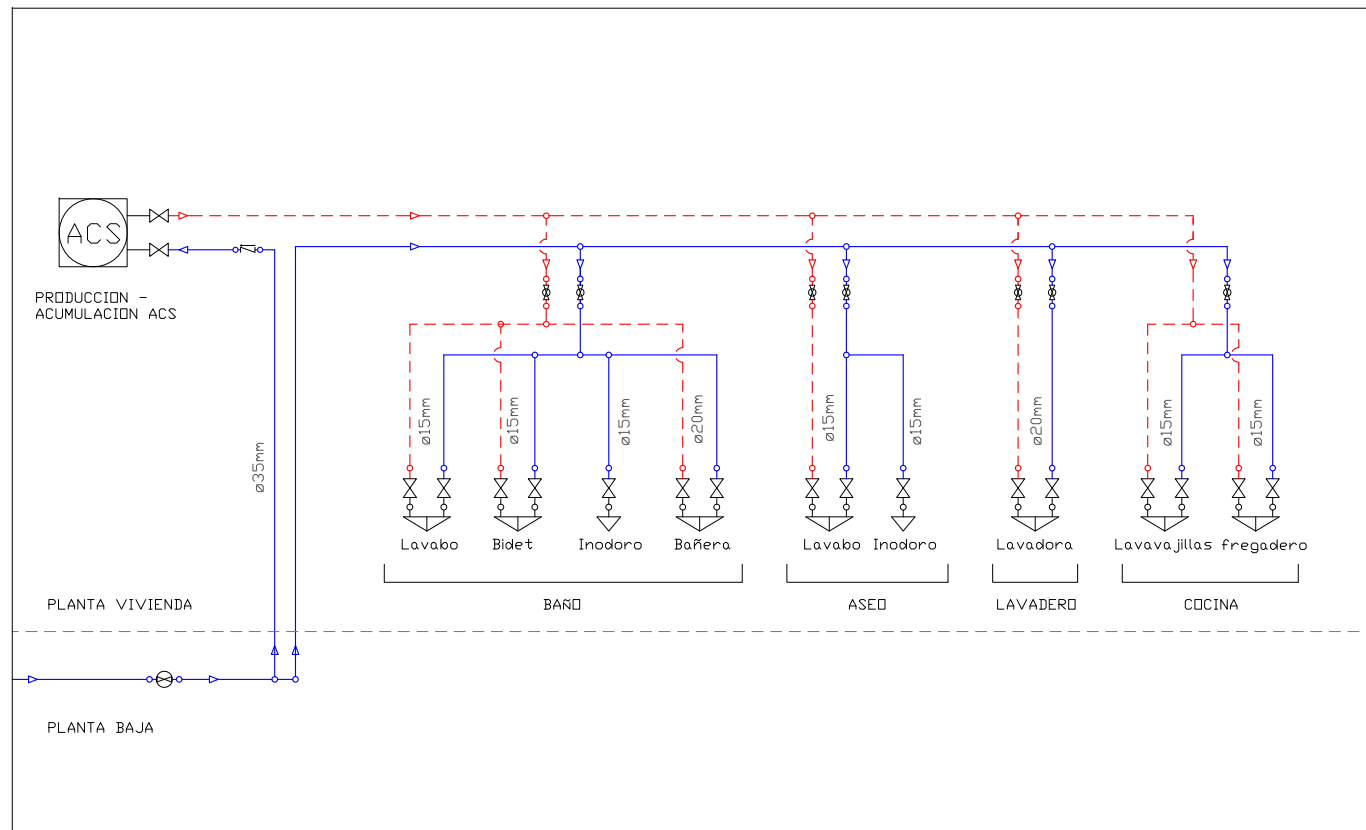 ACS
PRODUCCION -
ACUMULACION ACS
ø35mm
ø15mm
ø15mm
ø15mm
ø20mm
ø15mm
ø15mm
ø20mm
ø15mm
ø15mm
Lavabo
Bidet
Inodoro
Bañera
Lavabo
Inodoro
Lavadora
Lavavajillas
fregadero
BAÑO
ASEO
LAVADERO
COCINA
PLANTA VIVIENDA
PLANTA BAJA